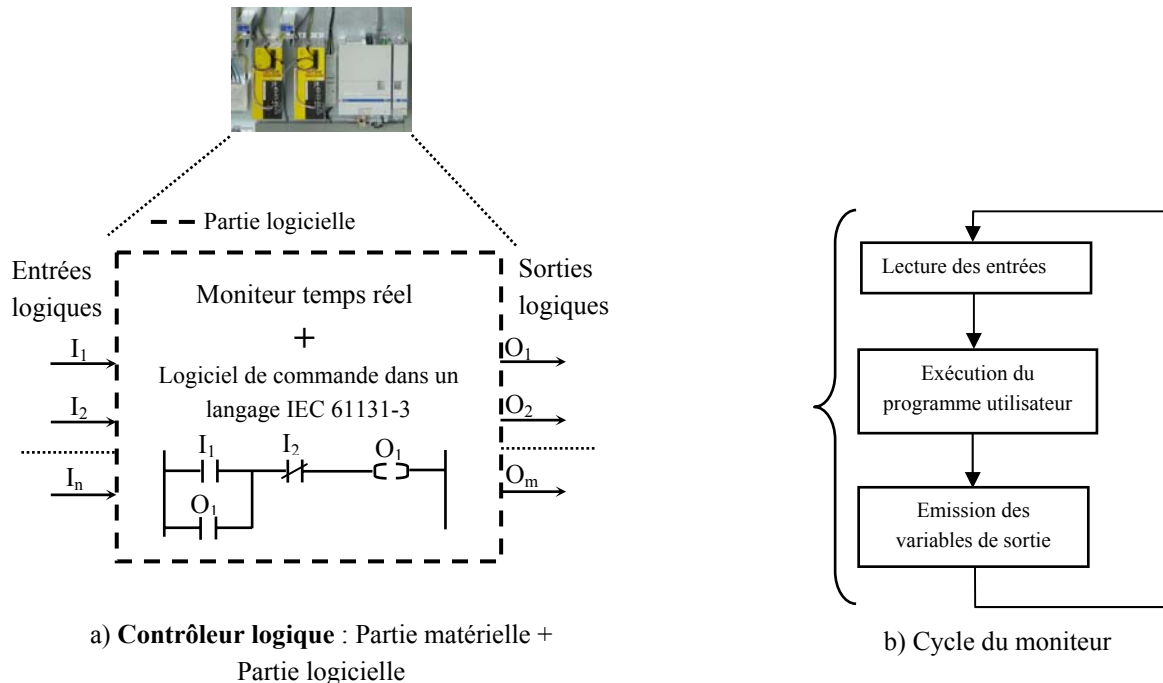 Partie logicielle
Entrées
logiques
Sorties
logiques
Moniteur temps réel
+
Logiciel de commande dans un
langage IEC 61131-3
I1
I2
In
O1
O2
Om
I1
I2
O1
O1
a) Contrôleur logique : Partie matérielle +
Partie logicielle
Lecture des entrées
Exécution du
programme utilisateur
Emission des
variables de sortie
b) Cycle du moniteur